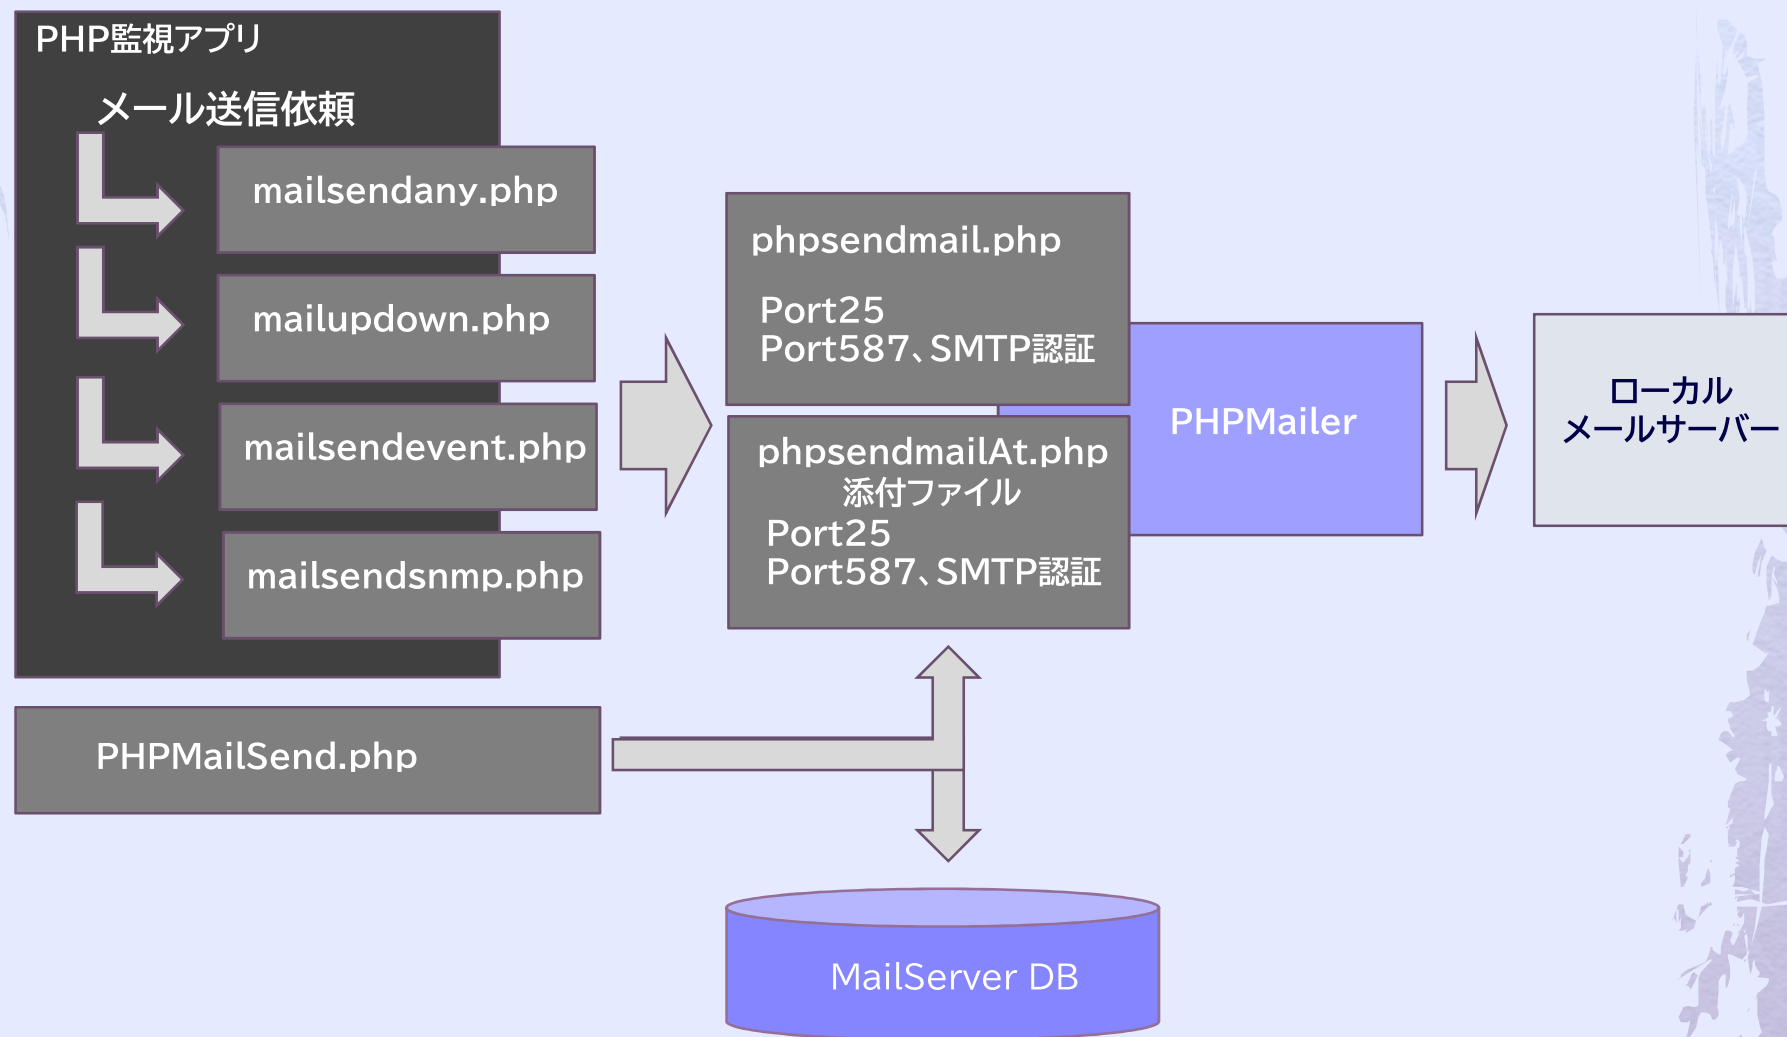 PHP監視アプリ
メール送信依頼
mailsendany.php
mailupdown.php
mailsendevent.php
mailsendsnmp.php
PHPMailSend.php
phpsendmail.php
Port25
Port587、SMTP認証
phpsendmailAt.php
添付ファイル
Port25
Port587、SMTP認証
PHPMailer
ローカル
メールサーバー
MailServer DB